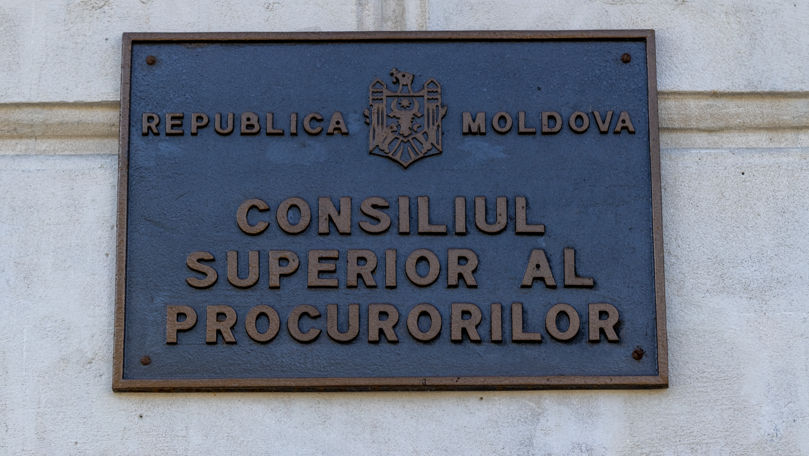 REPUBLICA MOLDOVA
CONSILIUL
SUPERIOR AL
PROCURORILOR